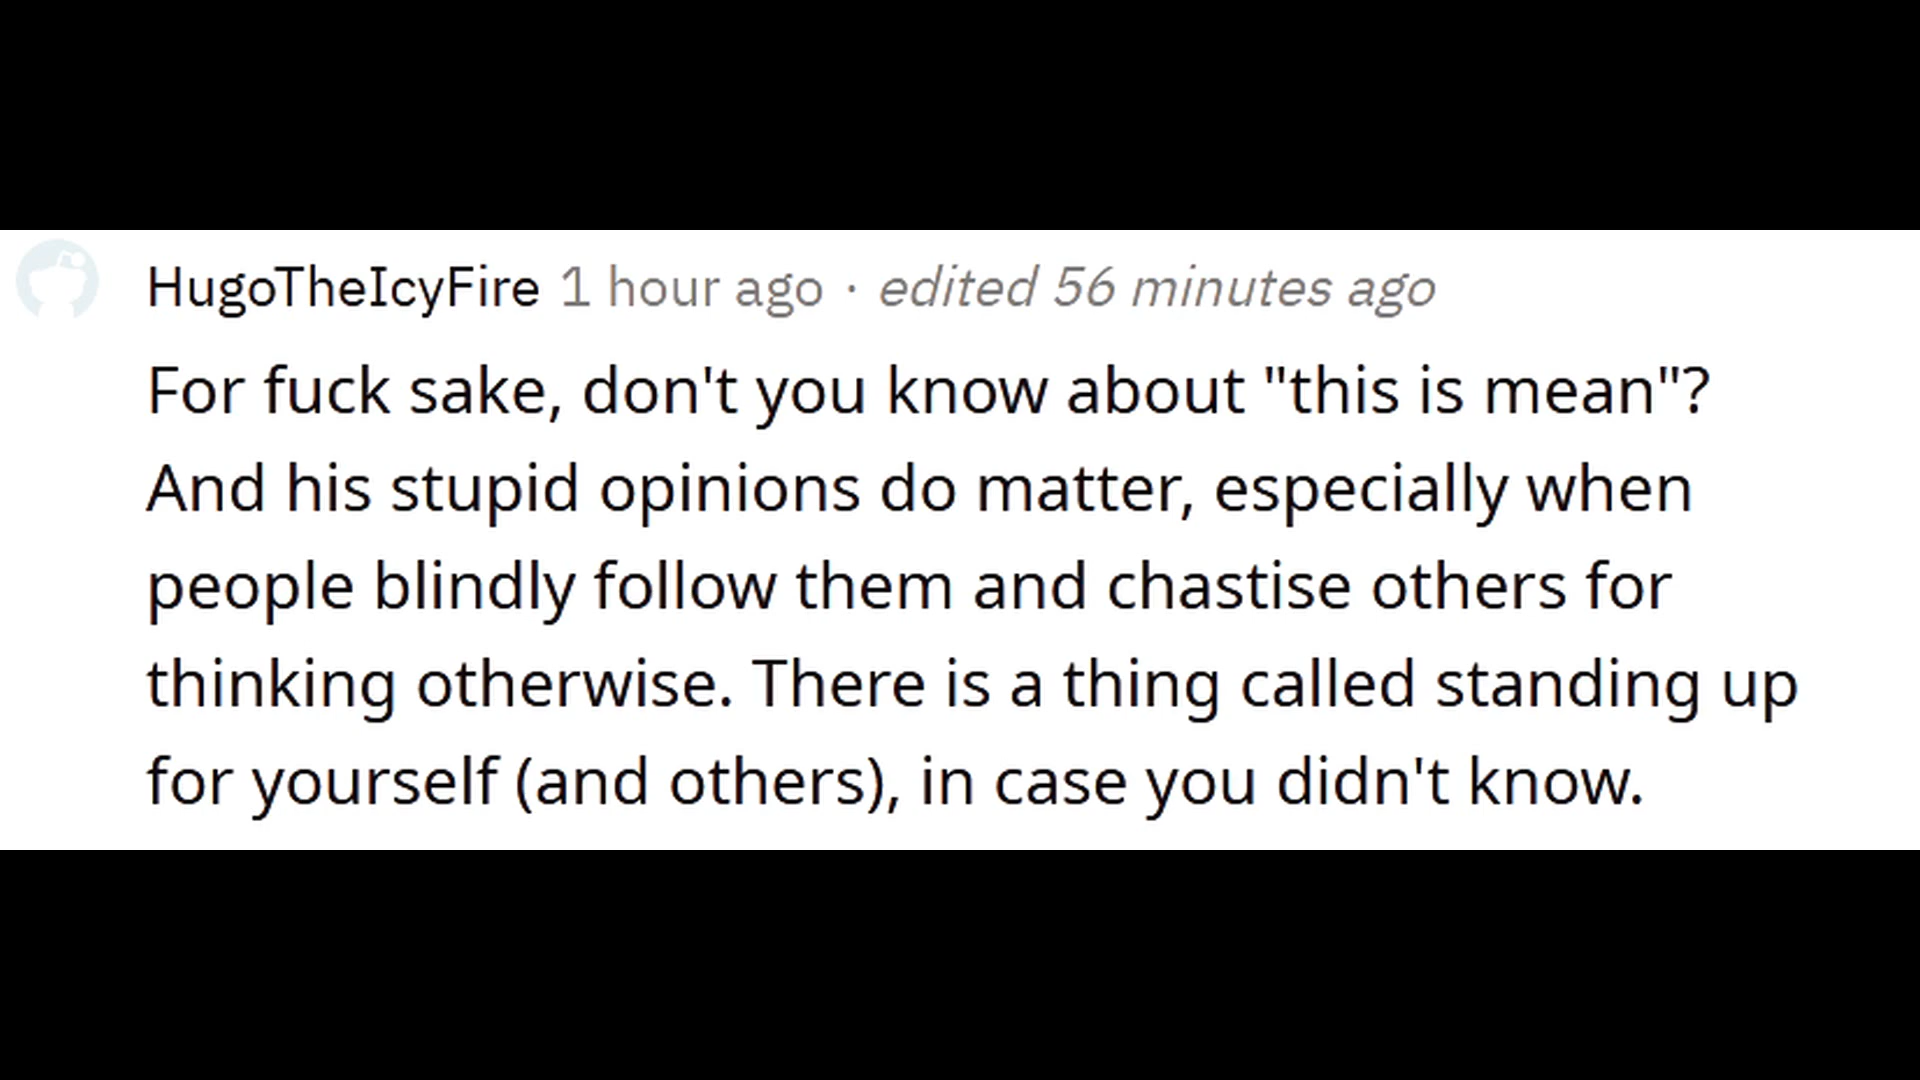 HugoTheIcyFire 1 hour ago · edited 56 minutes ago
For fuck sake, don't you know about "this is mean"?
And his stupid opinions do matter, especially when
people blindly follow them and chastise others for
thinking otherwise. There is a thing called standing up
for yourself (and others), in case you didn't know.